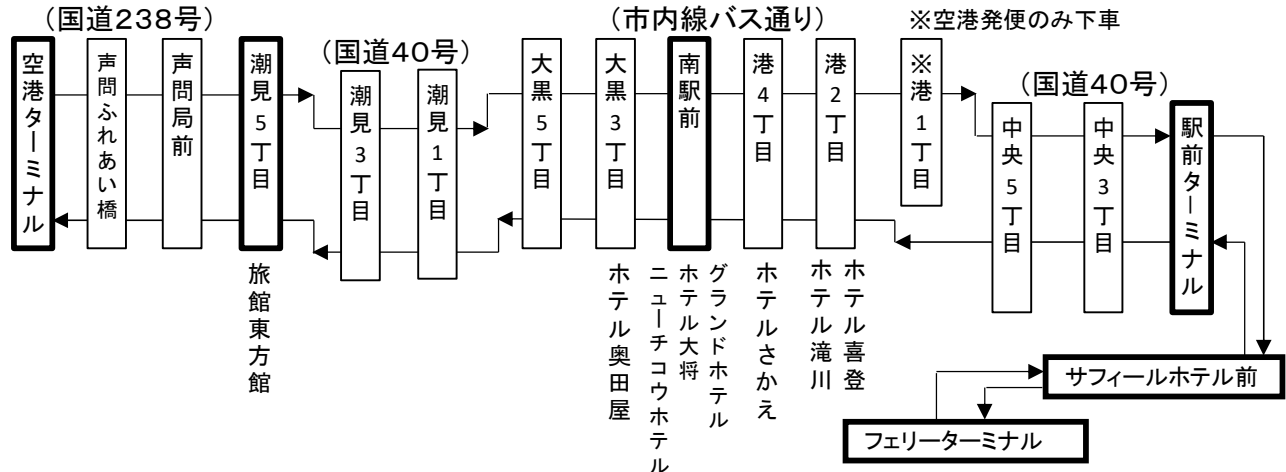 (国道238号)
(市内線バス通り)
※空港発便のみ下車
(国道40号)
(国道40号)
空港ターミナル
声問ふれあい橋
声問局前
潮見5丁目
潮見3丁目
潮見1丁目
大黒5丁目
大黒3丁目
南駅前
港4丁目
港2丁目
※港1丁目
中央5丁目
中央3丁目
駅前ターミナル
旅館東方館
ホテル奥田屋
ニューチコウホテル
ホテル大将
グランドホテル
ホテルさかえ
ホテル滝川
ホテル喜登
サフィールホテル前
フェリーターミナル